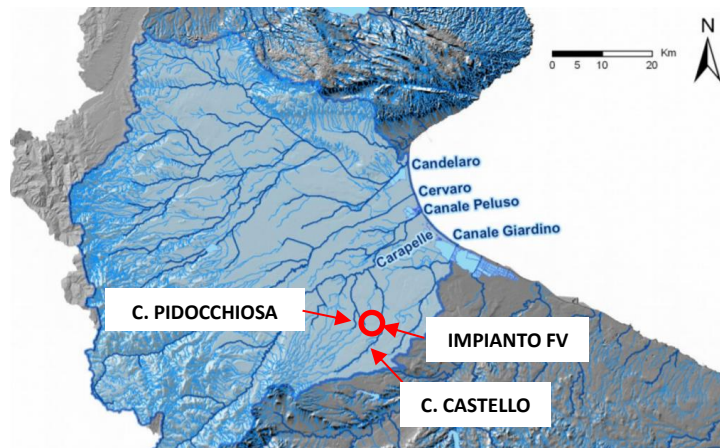 N
Km
0 5 10 20
Candelaro
Cervaro
Canale Peluso
Carapelle
Canale Giardino
C. PIDOCCHIOSA
IMPIANTO FV
C. CASTELLO